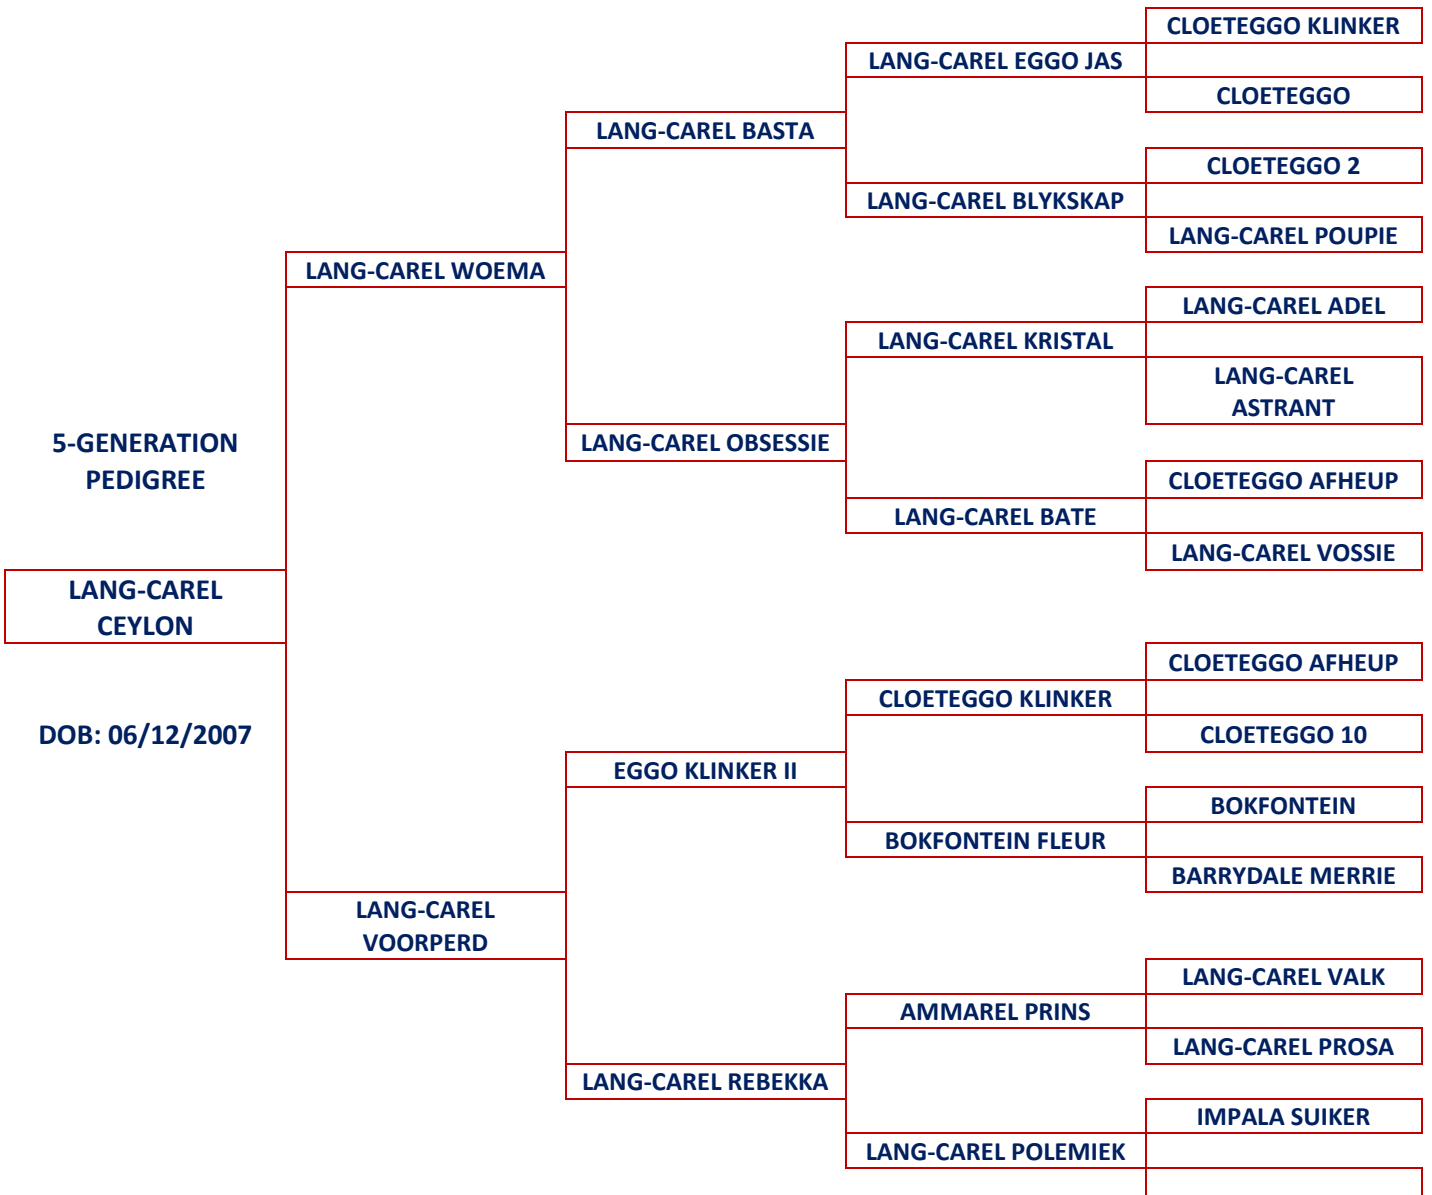 CLOETEGGO KLINKER
LANG-CAREL EGGO JAS
CLOETEGGO
LANG-CAREL BASTA
CLOETEGGO 2
LANG-CAREL BLYKSKAP
LANG-CAREL POUPIE
LANG-CAREL WOEMA
LANG-CAREL ADEL
LANG-CAREL KRISTAL
LANG-CAREL
ASTRANT
LANG-CAREL OBSESSIE
CLOETEGGO AFHEUP
LANG-CAREL BATE
LANG-CAREL VOSSIE
5-GENERATION
PEDIGREE
LANG-CAREL
CEYLON
DOB: 06/12/2007
CLOETEGGO AFHEUP
CLOETEGGO KLINKER
CLOETEGGO 10
EGGO KLINKER II
BOKFONTEIN
BOKFONTEIN FLEUR
BARRYDALE MERRIE
LANG-CAREL
VOORPERD
LANG-CAREL VALK
AMMAREL PRINS
LANG-CAREL PROSA
LANG-CAREL REBEKKA
IMPALA SUIKER
LANG-CAREL POLEMIEK